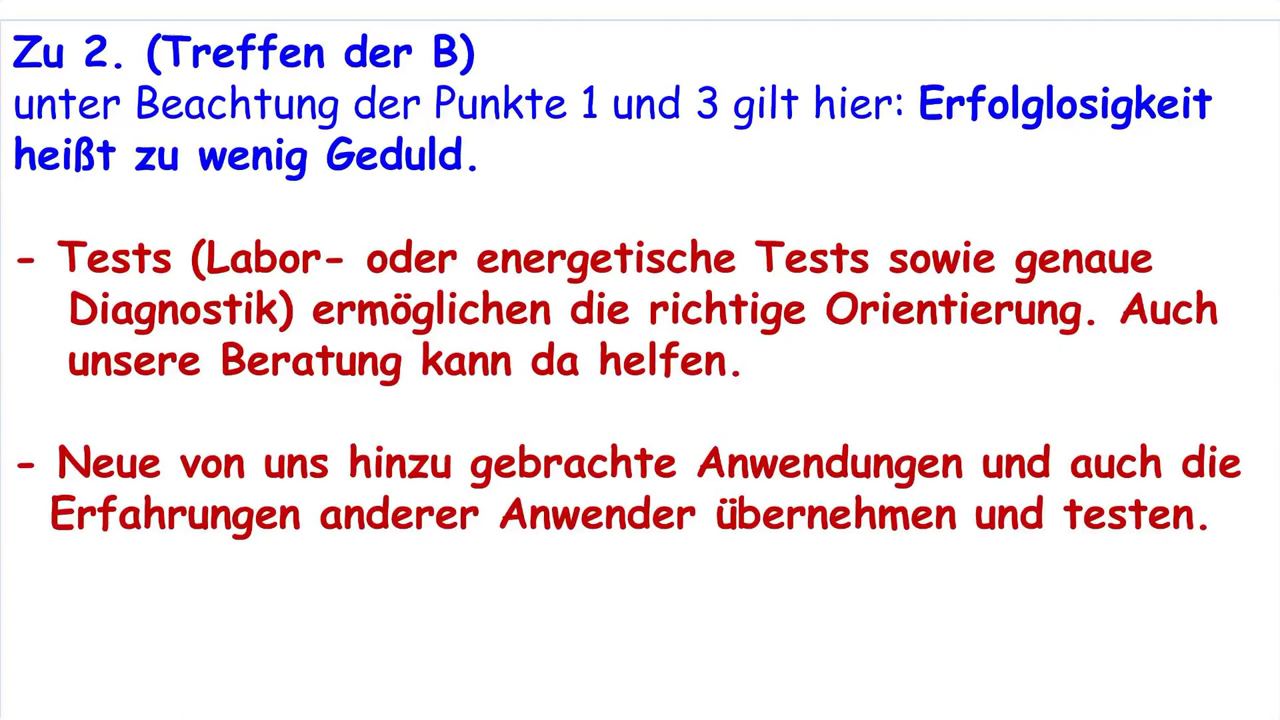 Zu 2. (Treffen der B)
unter Beachtung der Punkte 1 und 3 gilt hier: Erfolglosigkeit
heißt zu wenig Geduld.
- Tests (Labor- oder energetische Tests sowie genaue
Diagnostik) ermöglichen die richtige Orientierung. Auch
unsere Beratung kann da helfen.
- Neue von uns hinzu gebrachte Anwendungen und auch die
Erfahrungen anderer Anwender übernehmen und testen.